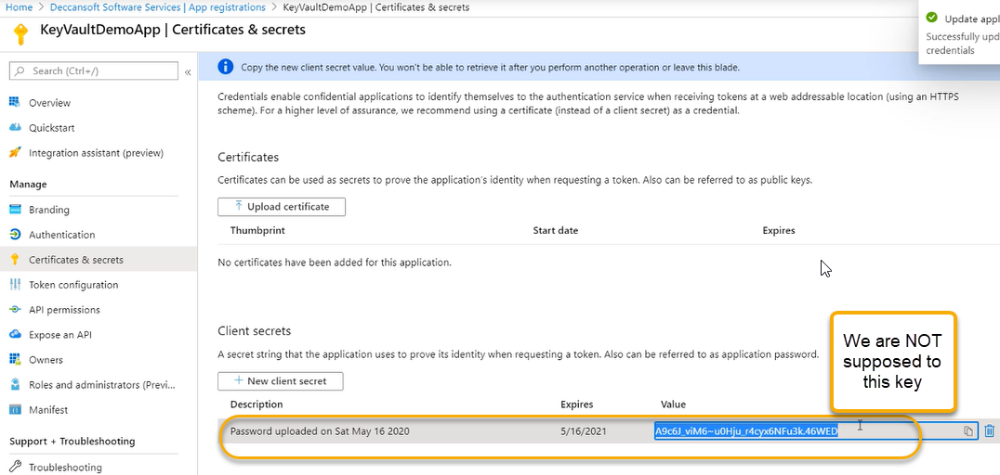 Home > Deccansoft Software Services | App registrations > KeyVaultDemoApp | Certificates & secrets
KeyVaultDemoApp | Certificates & secrets
Update appl
Successfully upd
credentials
Search (Ctrl+/)
«
Overview
Quickstart
Integration assistant (preview)
Manage
Branding
Authentication
Certificates & secrets
Token configuration
API permissions
Expose an API
Owners
Roles and administrators (Previ...
Manifest
Support + Troubleshooting
Troubleshooting
Copy the new client secret value. You won't be able to retrieve it after you perform another operation or leave this blade.
Credentials enable confidential applications to identify themselves to the authentication service when receiving tokens at a web addressable location (using an HTTPS
scheme). For a higher level of assurance, we recommend using a certificate (instead of a client secret) as a credential.
Certificates
Certificates can be used as secrets to prove the application's identity when requesting a token. Also can be referred to as public keys.
Upload certificate
Thumbprint Start date Expires
No certificates have been added for this application.
Client secrets
A secret string that the application uses to prove its identity when requesting a token. Also can be referred to as application password.
New client secret
We are NOT
supposed to
this key
Description Expires Value
Password uploaded on Sat May 16 2020 5/16/2021 A9c6J_viM6~u0Hju_r4cyx6NFu3k.46WED